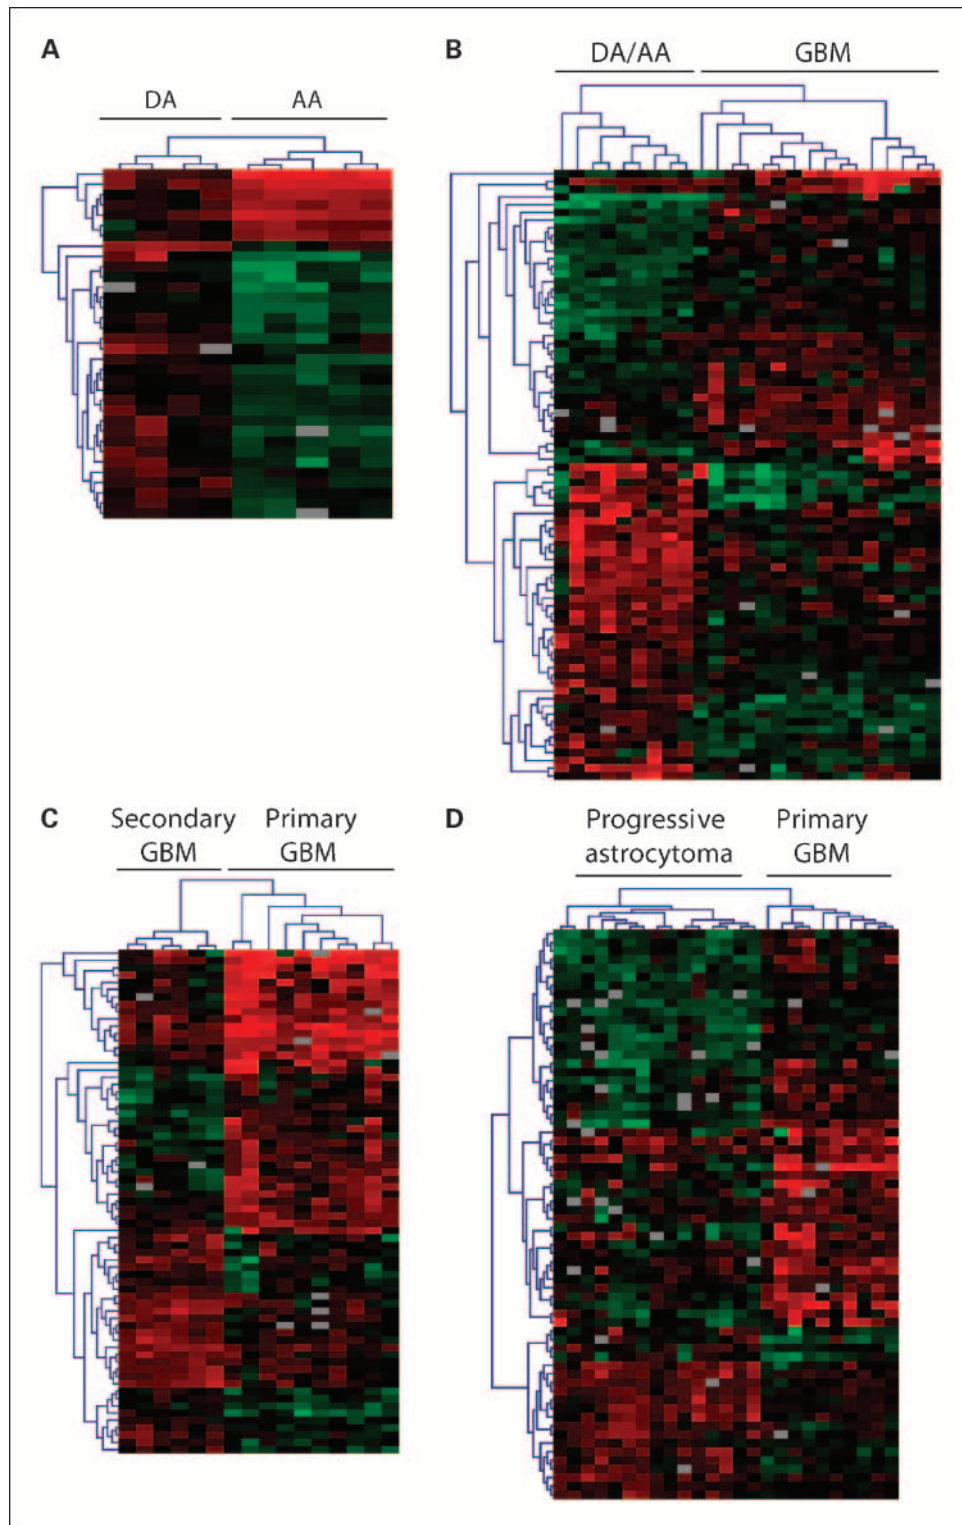 A
DA AA
B
DA/AA GBM
C
Secondary Primary
GBM GBM
D
Progressive Primary
astrocytoma GBM